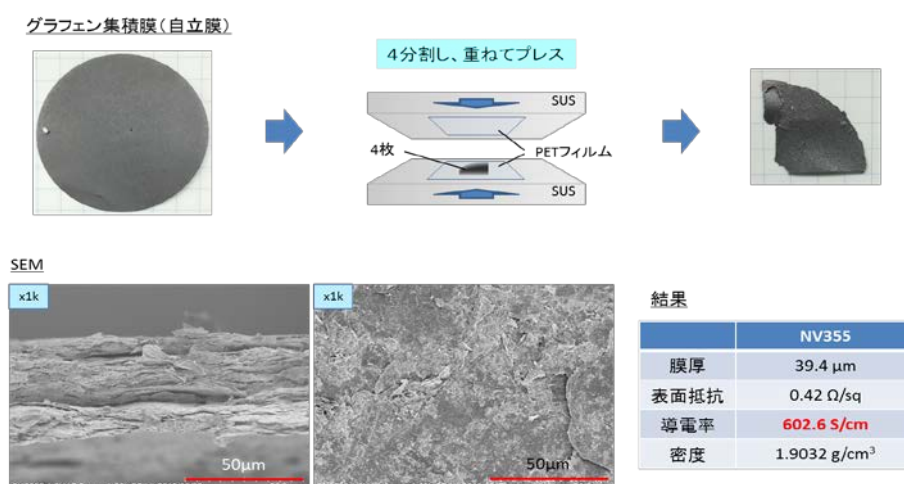 グラフェン集積膜(自立膜)
4分割し、重ねてプレス
SUS
4枚
PETフィルム
SUS
SEM
x1k
50μm
x1k
50μm
結果
NV355
膜厚 39.4 μm
表面抵抗 0.42 Ω/sq
導電率 602.6 S/cm
密度 1.9032 g/cm³